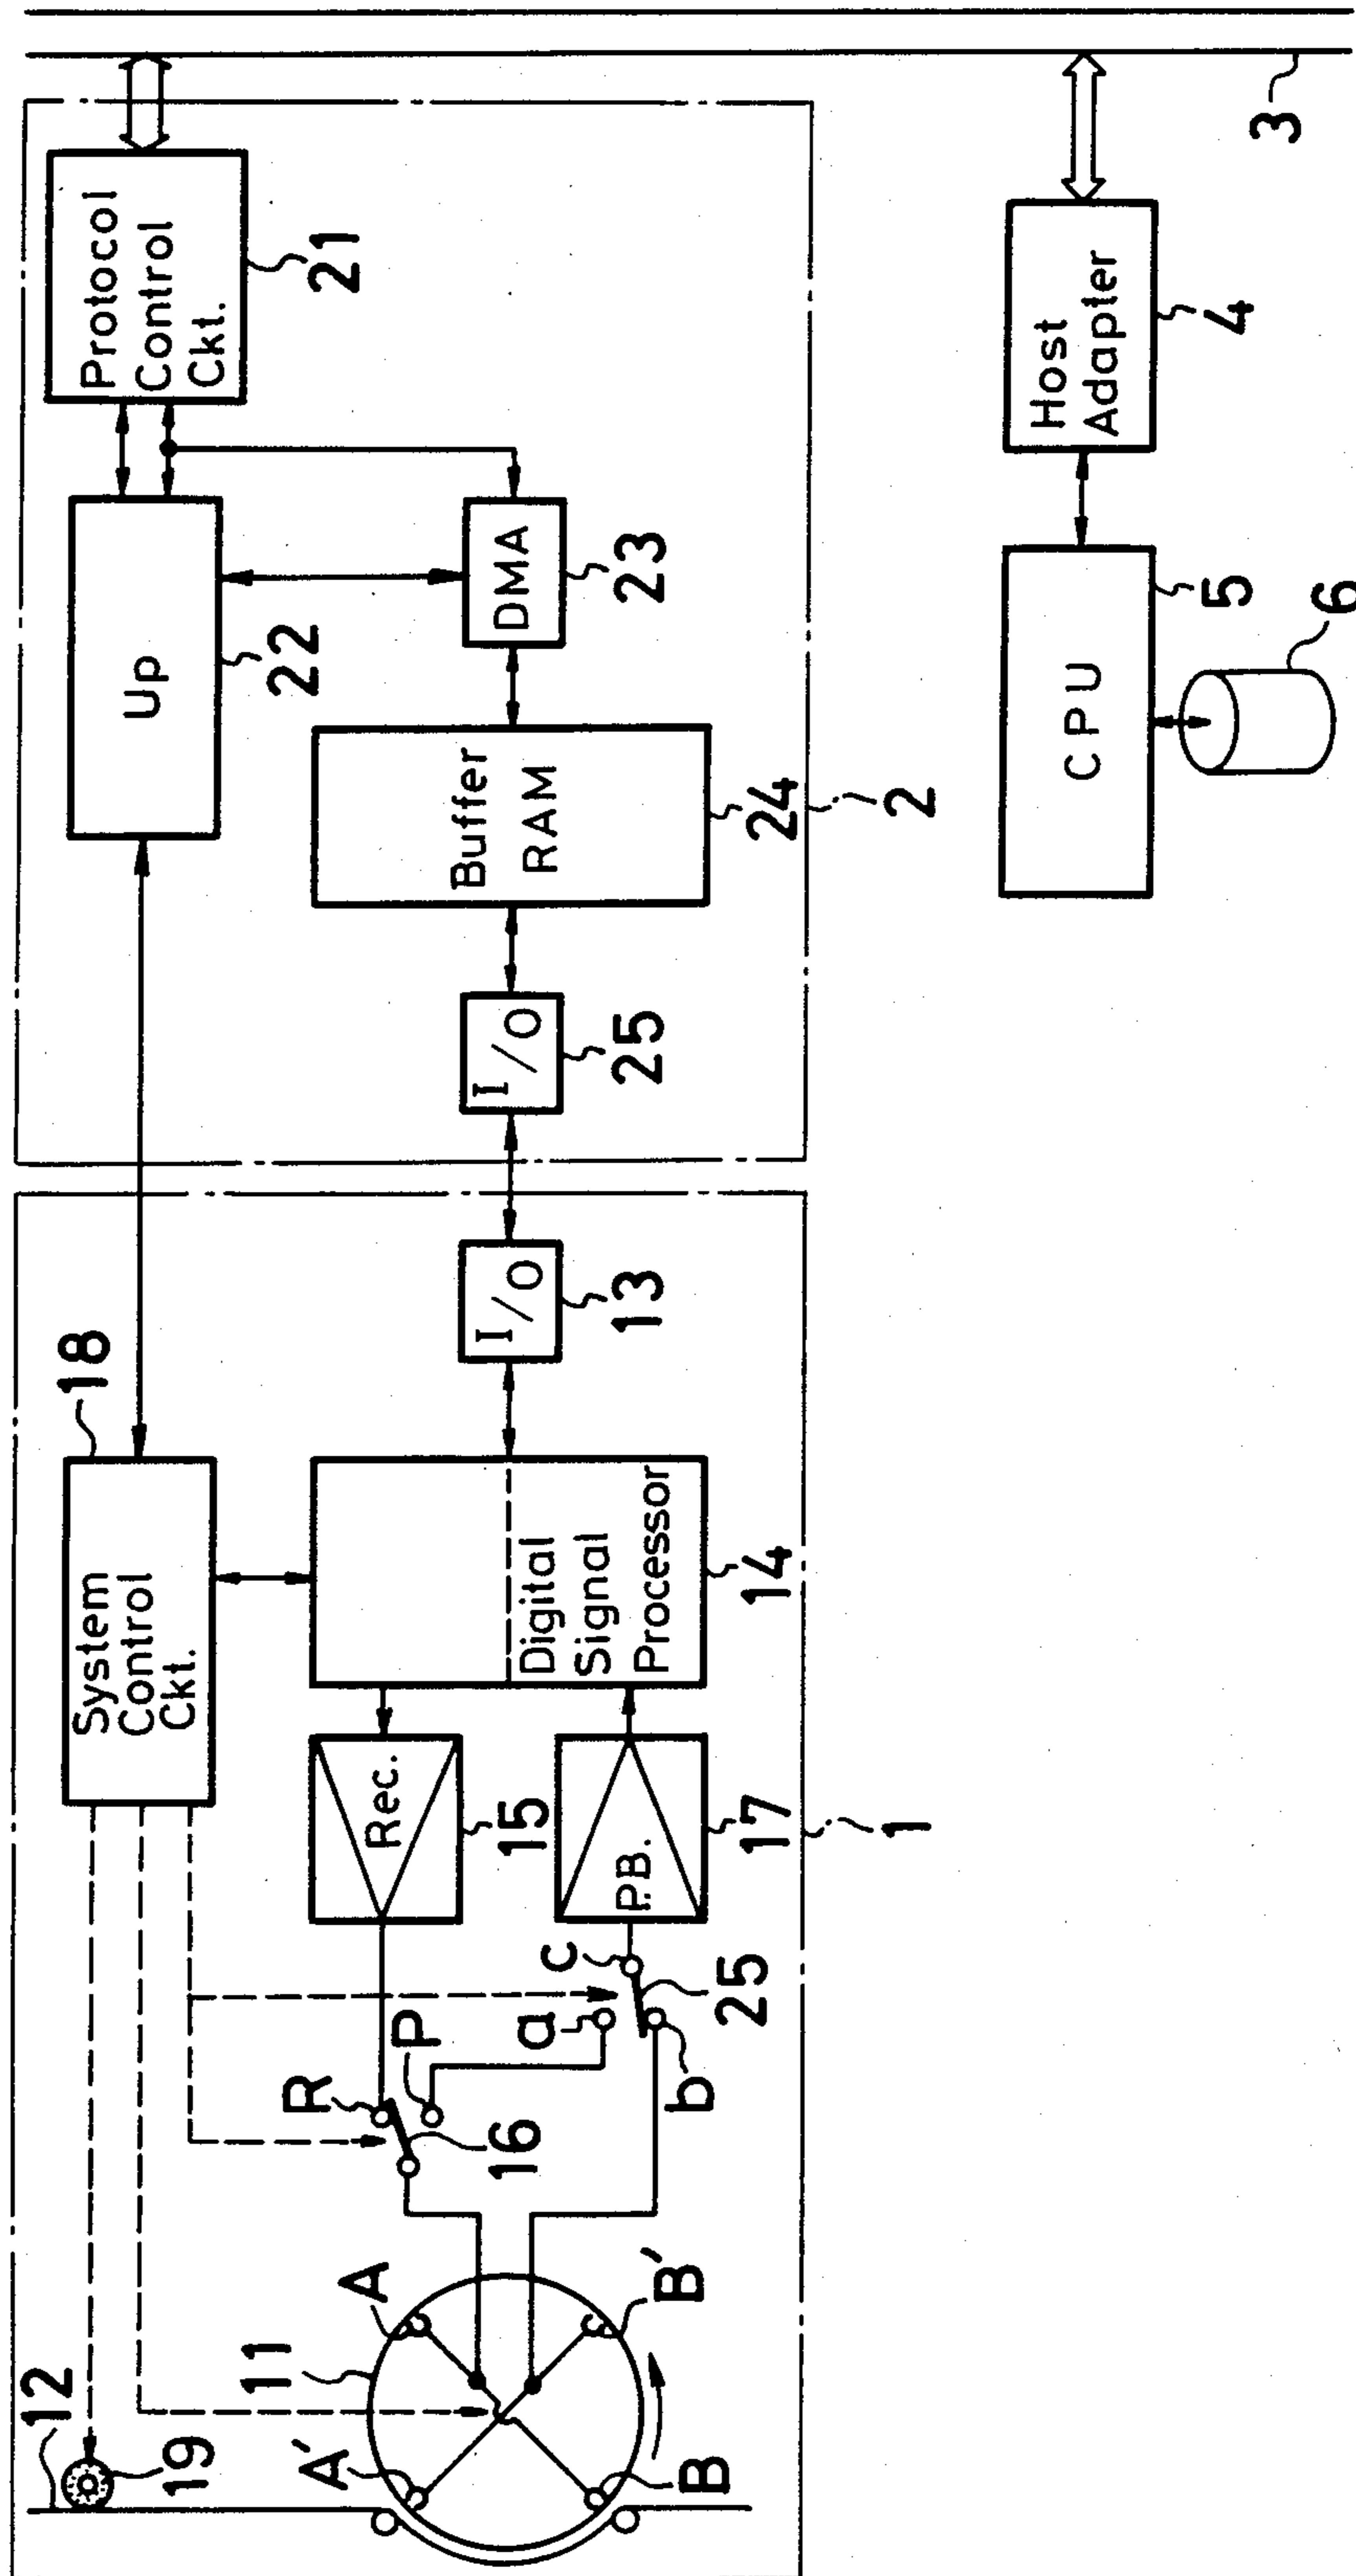 12
19
11
A
A'
B
B'
R
P
16
a
b
c
25
System
Control
Ckt.
18
Rec.
15
P.B.
17
1
Digital
Signal
Processor
14
I/O
13
I/O
25
Buffer
RAM
24
2
Up
22
DMA
23
Protocol
Control
Ckt.
21
CPU
5
6
Host
Adapter
4
3